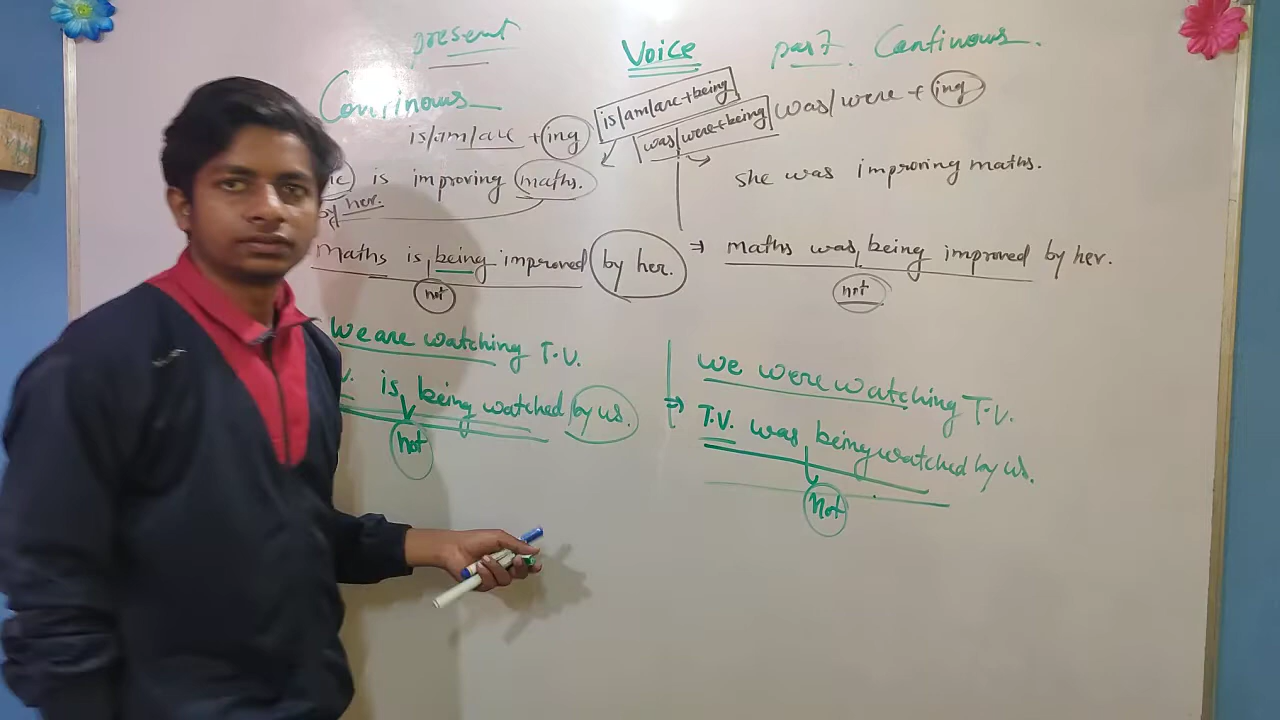 present
Continous
is/am/are + ing
is improving maths.
by her.
maths is being improved by her.
not
We are watching T.V.
is being watched by us.
not
Voice
is/am/are+being
was/were+being
past Continous.
was/were + ing
she was improning maths.
⇒ maths was being improved by her.
not
we were watching T.V.
⇒ T.V. was being watched by us.
not